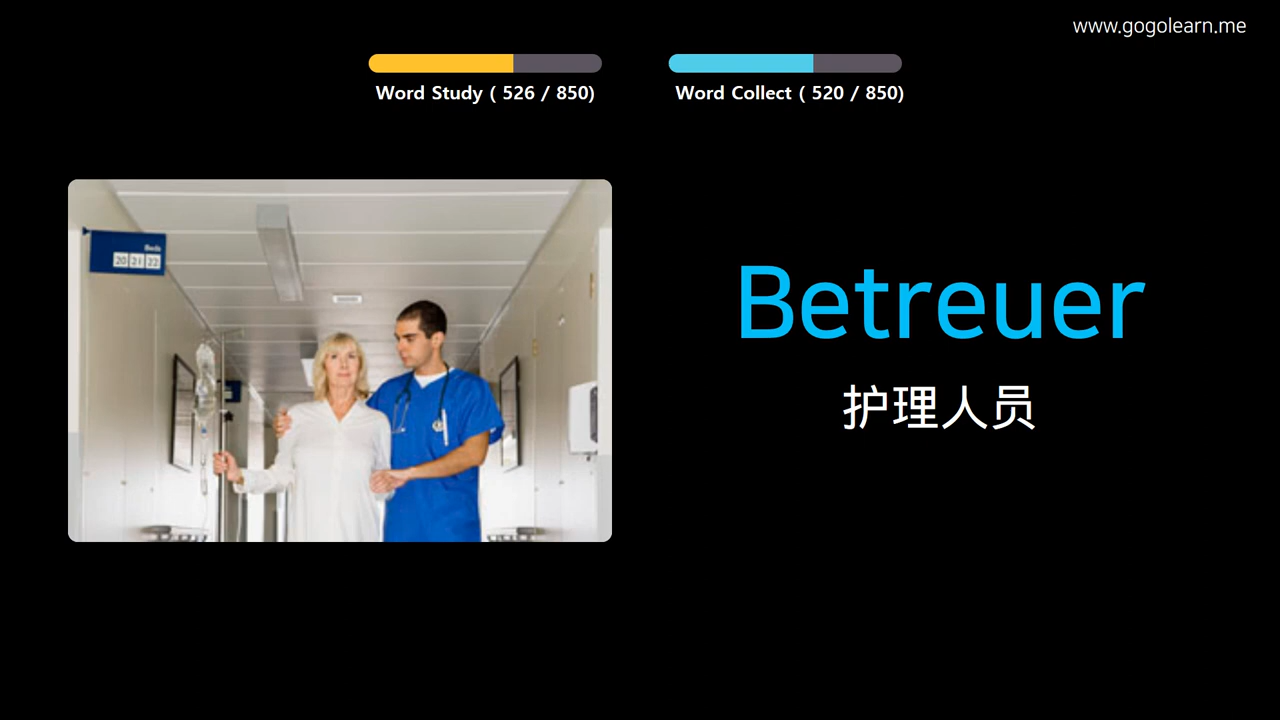 www.gogolearn.me
Word Study ( 526 / 850)
Word Collect ( 520 / 850)
Beds
20 21 22
Betreuer
护理人员